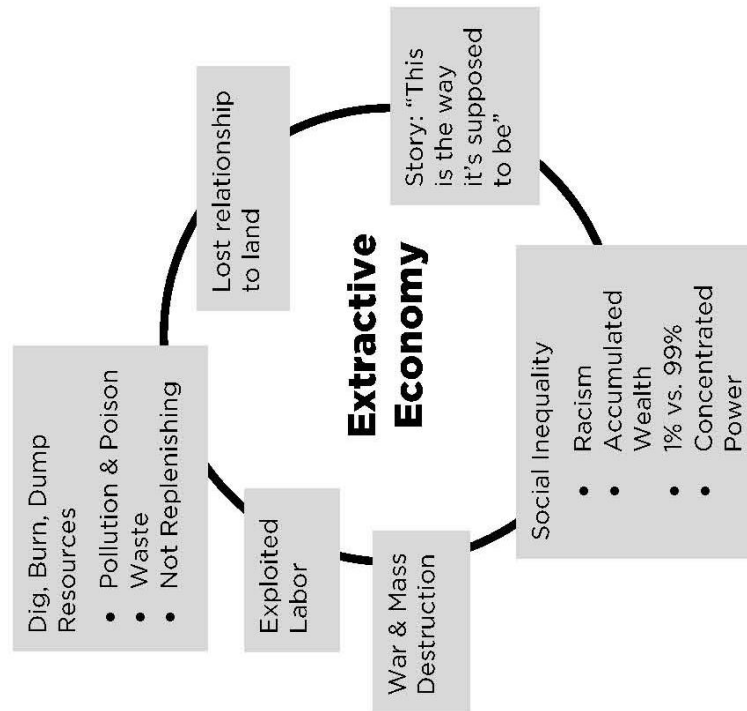 Dig, Burn, Dump
Resources
• Pollution & Poison
• Waste
• Not Replenishing
Lost relationship
to land
Story: “This
is the way
it’s supposed
to be”
Social Inequality
• Racism
• Accumulated
Wealth
• 1% vs. 99%
• Concentrated
Power
War & Mass
Destruction
Exploited
Labor
Extractive
Economy